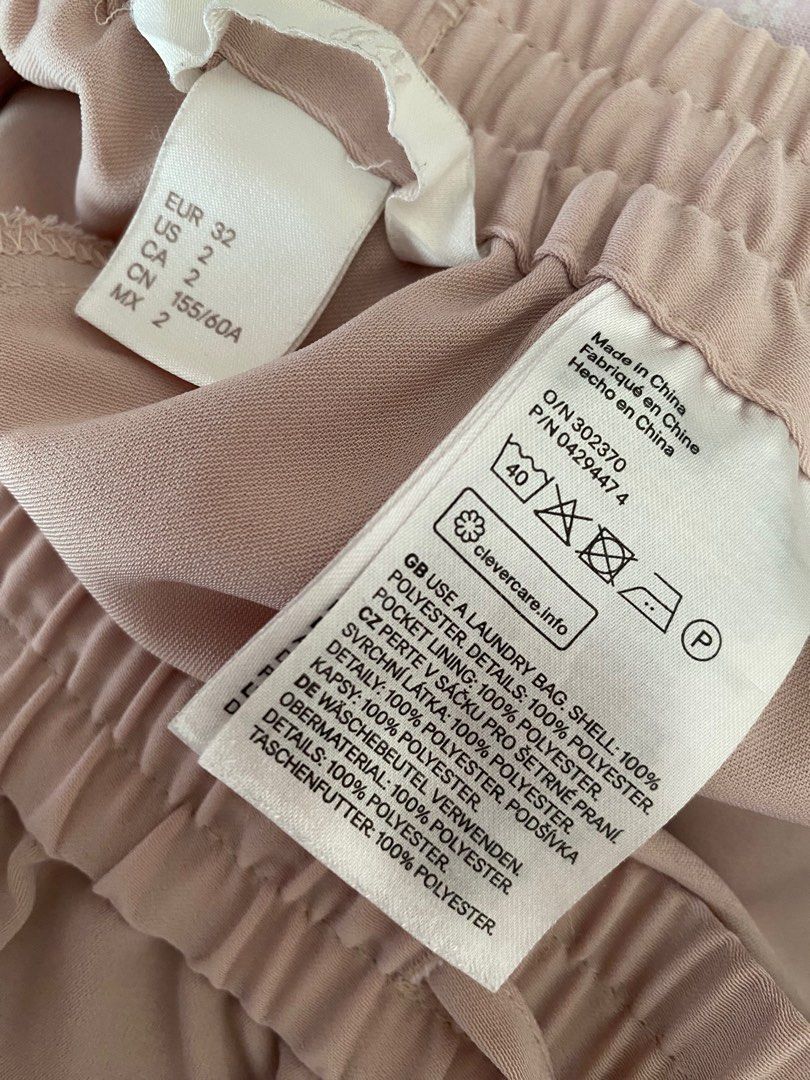 EUR 32
US 2
CA 2
CN 155/60A
MX 2
Made in China
Fabriqué en Chine
Hecho en China
O/N 302370
P/N 0429447 4
40
P
clevercare.info
GB USE A LAUNDRY BAG. SHELL: 100%
POLYESTER. DETAILS: 100% POLYESTER.
POCKET LINING: 100% POLYESTER.
CZ PERTE V SÁČKU PRO ŠETRNÉ PRANÍ.
SVRCHNÍ LÁTKA: 100% POLYESTER.
DETAILY: 100% POLYESTER. PODŠÍVKA
KAPSY: 100% POLYESTER.
DE WÄSCHEBEUTEL VERWENDEN.
OBERMATERIAL: 100% POLYESTER.
DETAILS: 100% POLYESTER.
TASCHENFUTTER: 100% POLYESTER.